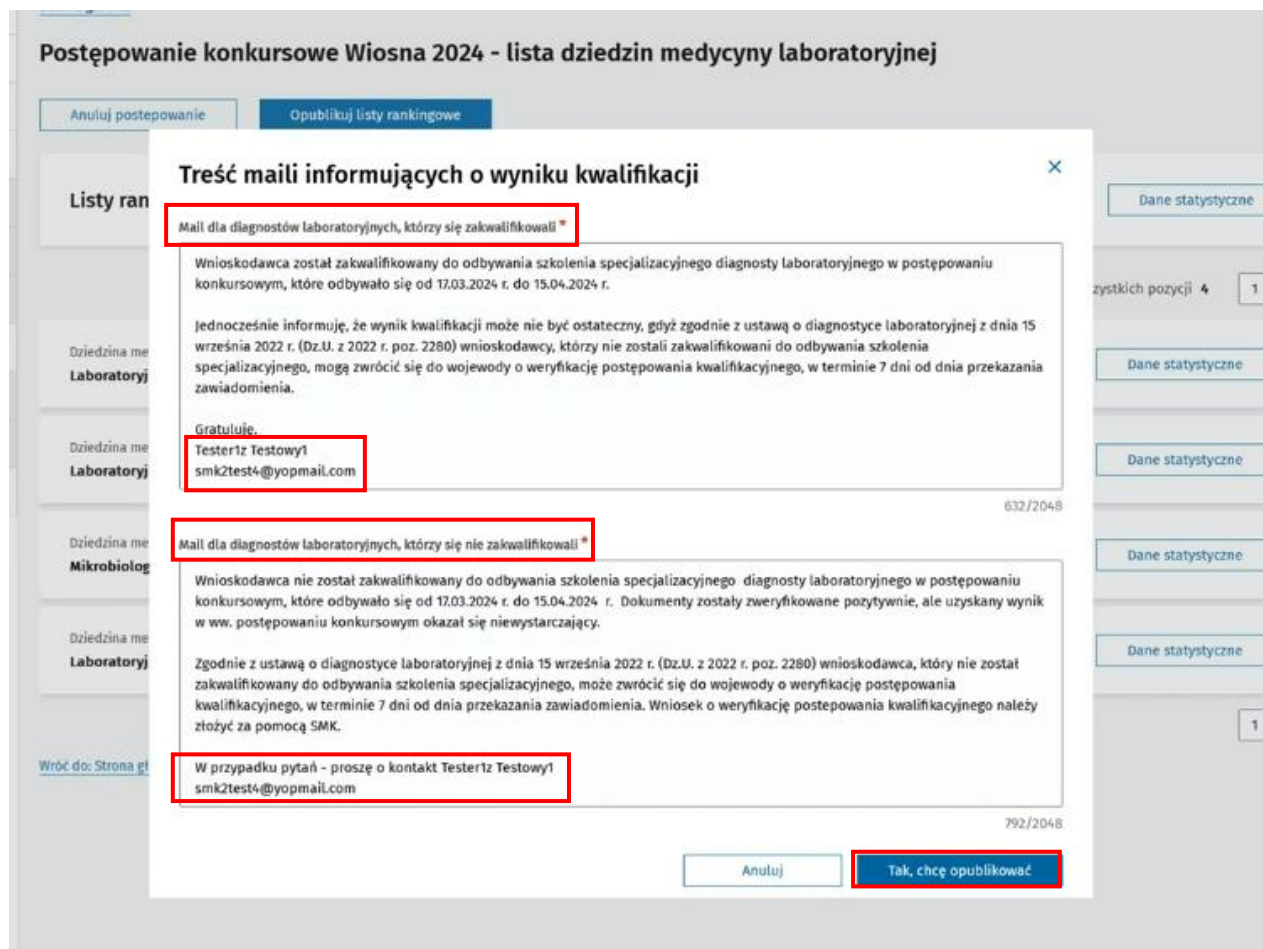 Postępowanie konkursowe Wiosna 2024 - lista dziedzin medycyny laboratoryjnej
Anuluj postepowanie
Opublikuj listy rankingowe
Treść maili informujących o wyniku kwalifikacji
Listy ran
Dane statystyczne
Mail dla diagnostów laboratoryjnych, którzy się zakwalifikowali *
Wnioskodawca został zakwalifikowany do odbywania szkolenia specjalizacyjnego diagnosty laboratoryjnego w postępowaniu
konkursowym, które odbywało się od 17.03.2024 r. do 15.04.2024 r.
zystkich pozycji 4
1
Jednocześnie informuję, że wynik kwalifikacji może nie być ostateczny, gdyż zgodnie z ustawą o diagnostyce laboratoryjnej z dnia 15
września 2022 r. (Dz.U. z 2022 r. poz. 2280) wnioskodawcy, którzy nie zostali zakwalifikowani do odbywania szkolenia
specjalizacyjnego, mogą zwrócić się do wojewody o weryfikację postępowania kwalifikacyjnego, w terminie 7 dni od dnia przekazania
zawiadomienia.
Dziedzina me
Laboratoryj
Dane statystyczne
Gratuluję.
Tester1z Testowy1
smk2test4@yopmail.com
Dziedzina me
Laboratoryj
Dane statystyczne
632/2048
Mail dla diagnostów laboratoryjnych, którzy się nie zakwalifikowali *
Dziedzina me
Mikrobiolog
Dane statystyczne
Wnioskodawca nie został zakwalifikowany do odbywania szkolenia specjalizacyjnego diagnosty laboratoryjnego w postępowaniu
konkursowym, które odbywało się od 17.03.2024 r. do 15.04.2024 r. Dokumenty zostały zweryfikowane pozytywnie, ale uzyskany wynik
w ww. postępowaniu konkursowym okazał się niewystarczający.
Dziedzina me
Laboratoryj
Dane statystyczne
Zgodnie z ustawą o diagnostyce laboratoryjnej z dnia 15 września 2022 r. (Dz.U. z 2022 r. poz. 2280) wnioskodawca, który nie został
zakwalifikowany do odbywania szkolenia specjalizacyjnego, może zwrócić się do wojewody o weryfikację postępowania
kwalifikacyjnego, w terminie 7 dni od dnia przekazania zawiadomienia. Wniosek o weryfikację postepowania kwalifikacyjnego należy
złożyć za pomocą SMK.
1
W przypadku pytań - proszę o kontakt Tester1z Testowy1
smk2test4@yopmail.com
Wróć do: Strona gł
792/2048
Anuluj
Tak, chcę opublikować